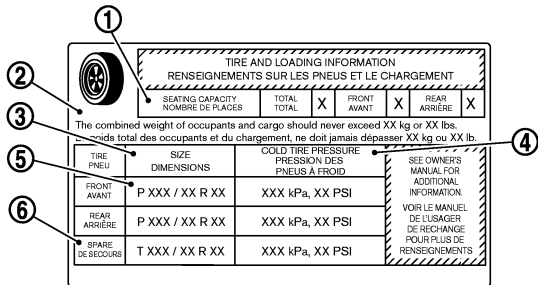 1
TIRE AND LOADING INFORMATION
RENSEIGNEMENTS SUR LES PNEUS ET LE CHARGEMENT
2
SEATING CAPACITY
NOMBRE DE PLACES
TOTAL
TOTAL
X
FRONT
AVANT
X
REAR
ARRIÈRE
X
The combined weight of occupants and cargo should never exceed XX kg or XX lbs.
poids total des occupants et du chargement, ne doit jamais dépasser XX kg ou XX lb.
3
4
TIRE
PNEU
SIZE
DIMENSIONS
COLD TIRE PRESSURE
PRESSION DES
PNEUS À FROID
SEE OWNER'S
MANUAL FOR
ADDITIONAL
INFORMATION.
VOIR LE MANUEL
DE L'USAGER
DE RECHANGE
POUR PLUS DE
RENSEIGNEMENTS
5
FRONT
AVANT
P XXX / XX R XX
XXX kPa, XX PSI
REAR
ARRIÈRE
P XXX / XX R XX
XXX kPa, XX PSI
6
SPARE
DE SECOURS
T XXX / XX R XX
XXX kPa, XX PSI